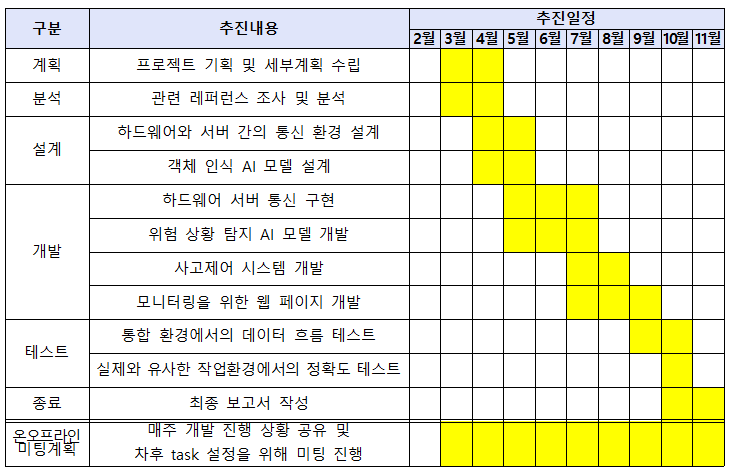 구분 추진내용 추진일정
2월 3월 4월 5월 6월 7월 8월 9월 10월 11월
계획 프로젝트 기획 및 세부계획 수립
분석 관련 레퍼런스 조사 및 분석
설계 하드웨어와 서버 간의 통신 환경 설계
객체 인식 AI 모델 설계
개발 하드웨어 서버 통신 구현
위험 상황 탐지 AI 모델 개발
사고제어 시스템 개발
모니터링을 위한 웹 페이지 개발
테스트 통합 환경에서의 데이터 흐름 테스트
실제와 유사한 작업환경에서의 정확도 테스트
종료 최종 보고서 작성
온오프라인
미팅계획
매주 개발 진행 상황 공유 및
차후 task 설정을 위해 미팅 진행